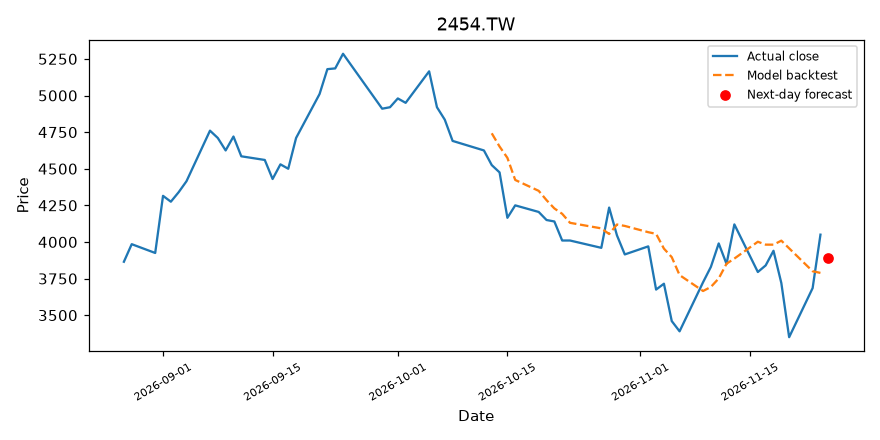 2454.TW
Actual close
Model backtest
Next-day forecast
Price
5250
5000
4750
4500
4250
4000
3750
3500
2026-09-01
2026-09-15
2026-10-01
2026-10-15
2026-11-01
2026-11-15
Date